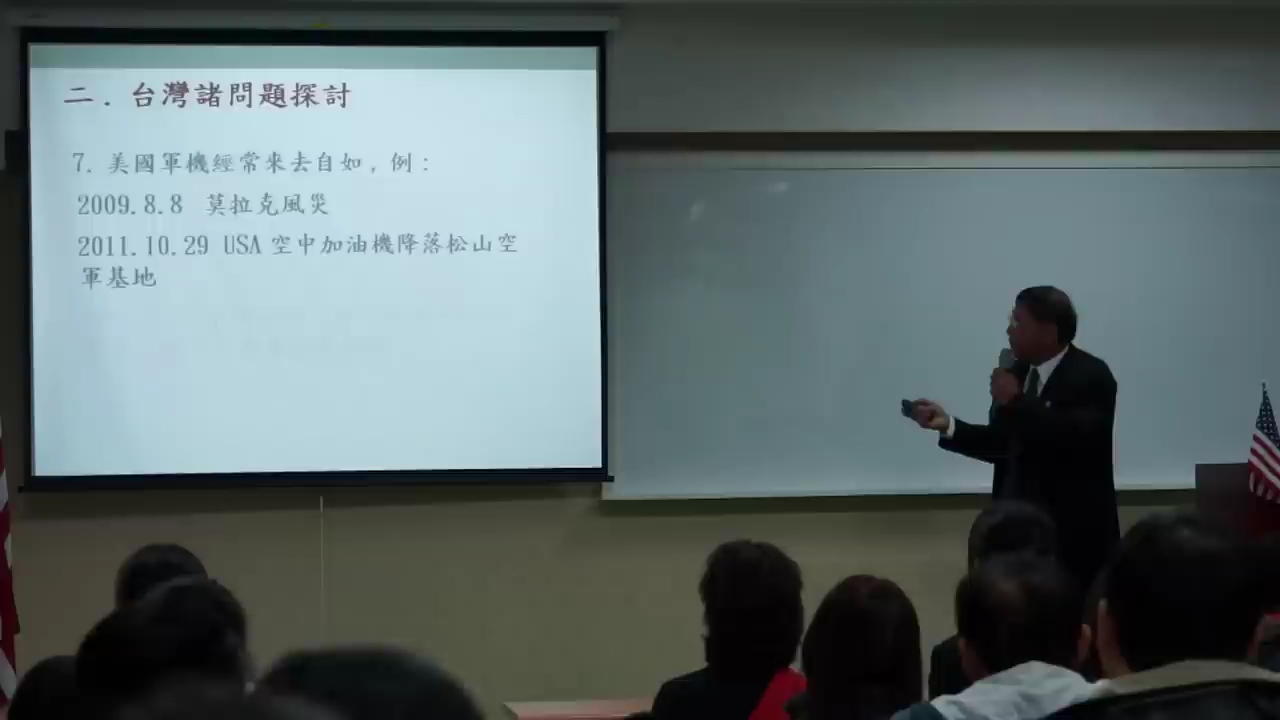 二. 台灣諸問題探討
7. 美國軍機經常來去自如, 例:
2009.8.8 莫拉克風災
2011.10.29 USA 空中加油機降落松山空
軍基地